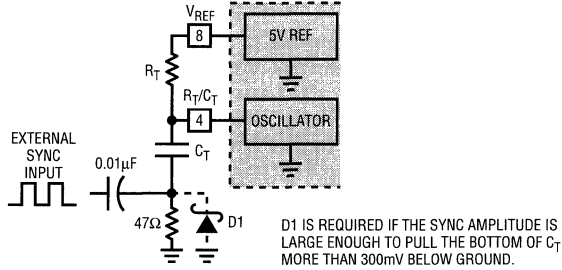 VREF
8
5V REF
RT
RT/CT
4
OSCILLATOR
EXTERNAL
SYNC
INPUT
0.01µF
CT
47Ω
D1
D1 IS REQUIRED IF THE SYNC AMPLITUDE IS
LARGE ENOUGH TO PULL THE BOTTOM OF CT
MORE THAN 300mV BELOW GROUND.